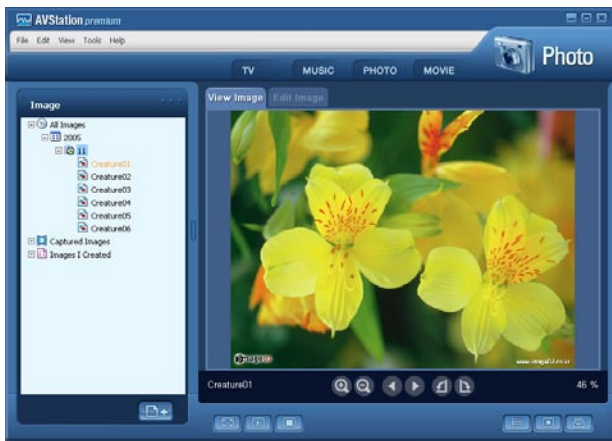 AVStation premium
File Edit View Tools Help
Photo
TV MUSIC PHOTO MOVIE
Image
View Image Edit Image
All Images
2005
11
Creature01
Creature02
Creature03
Creature04
Creature05
Creature06
Captured Images
Images I Created
Creature01
46 %